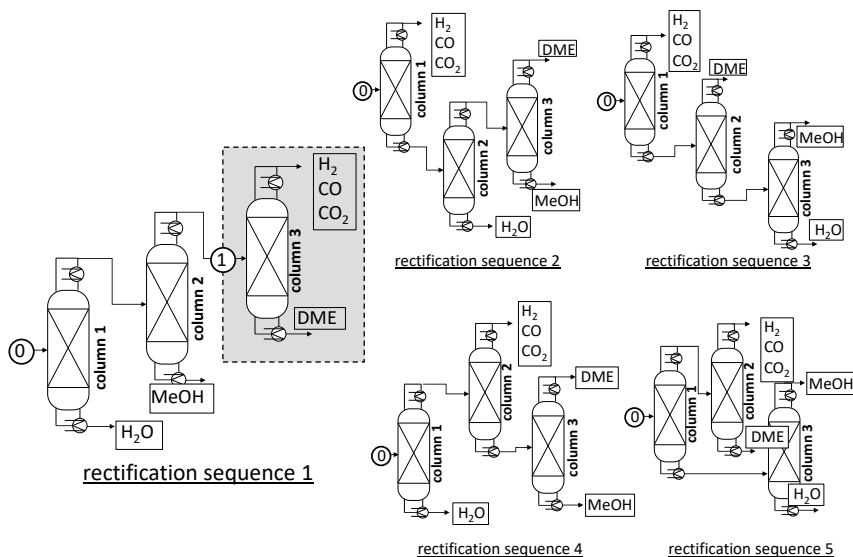 0
column 1
H₂O
column 2
MeOH
1
column 3
H₂
CO
CO₂
DME
rectification sequence 1
0
column 1
H₂
CO
CO₂
column 2
H₂O
column 3
DME
MeOH
rectification sequence 2
0
column 1
H₂
CO
CO₂
column 2
DME
column 3
MeOH
H₂O
rectification sequence 3
0
column 1
H₂O
column 2
H₂
CO
CO₂
column 3
DME
MeOH
rectification sequence 4
0
column 1
column 2
H₂
CO
CO₂
DME
column 3
MeOH
H₂O
rectification sequence 5